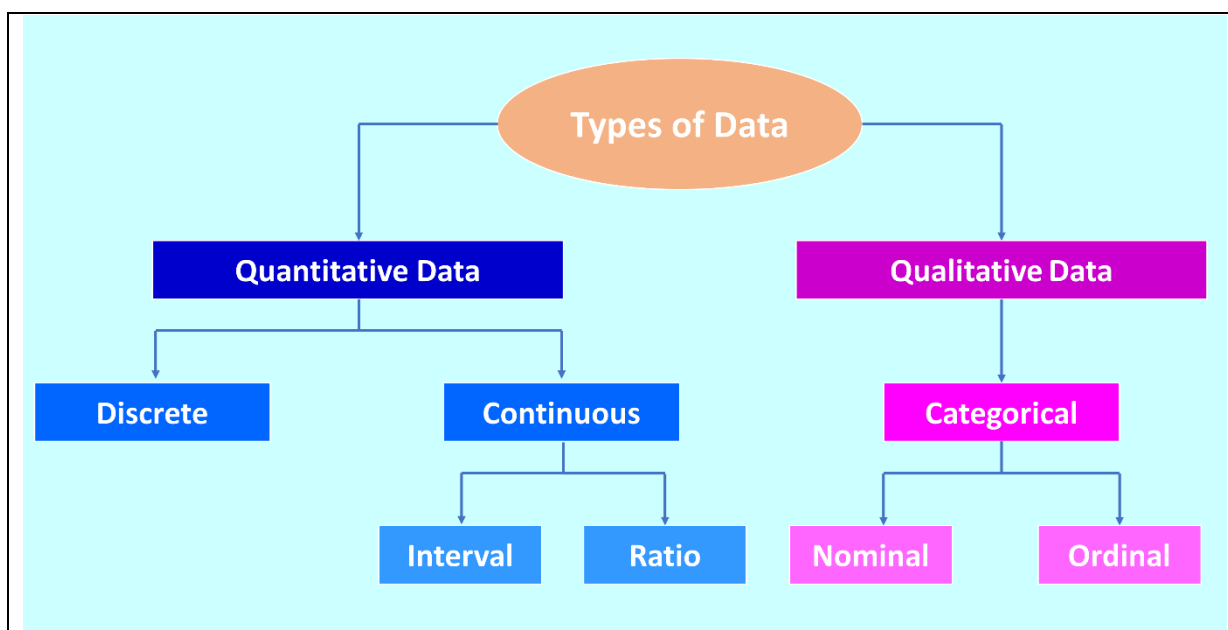 Types of Data
Quantitative Data
Qualitative Data
Discrete
Continuous
Categorical
Interval
Ratio
Nominal
Ordinal